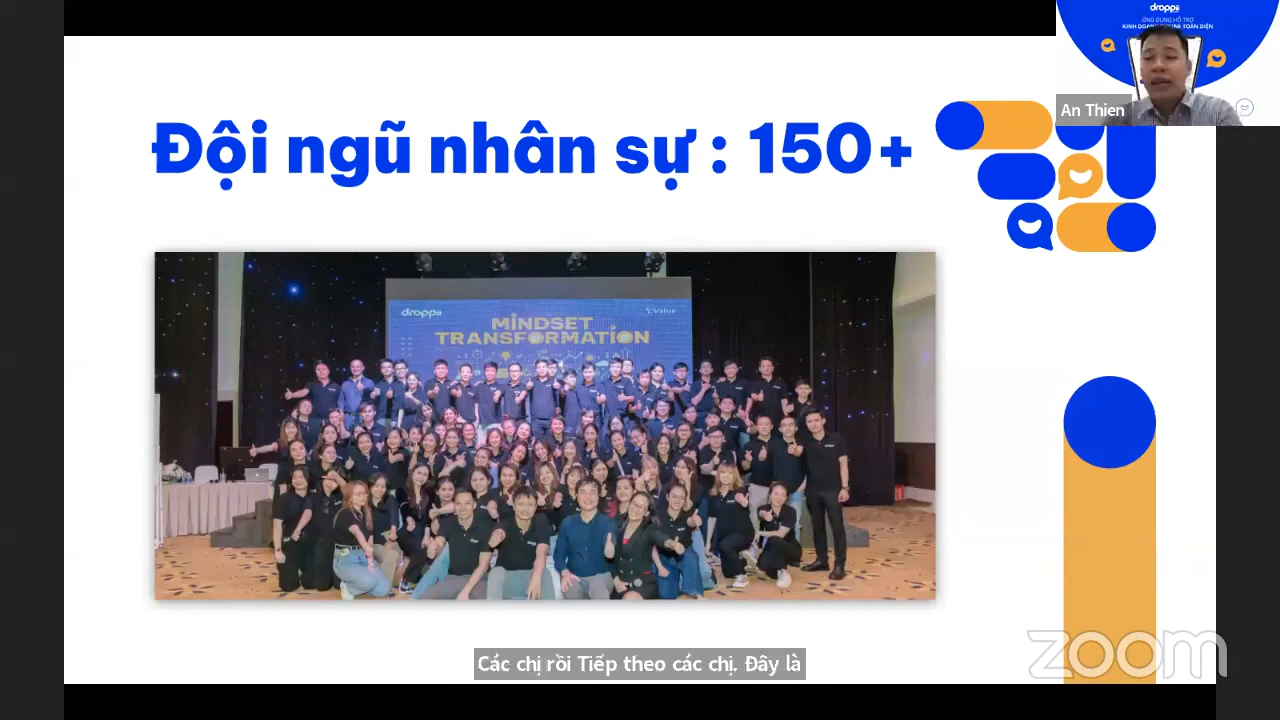 droppii
ỨNG DỤNG HỖ TRỢ
An Thien
Đội ngũ nhân sự : 150+
droppii
Value
MINDSET
TRANSFORMATION
zoom
Các chị rồi Tiếp theo các chị. Đây là